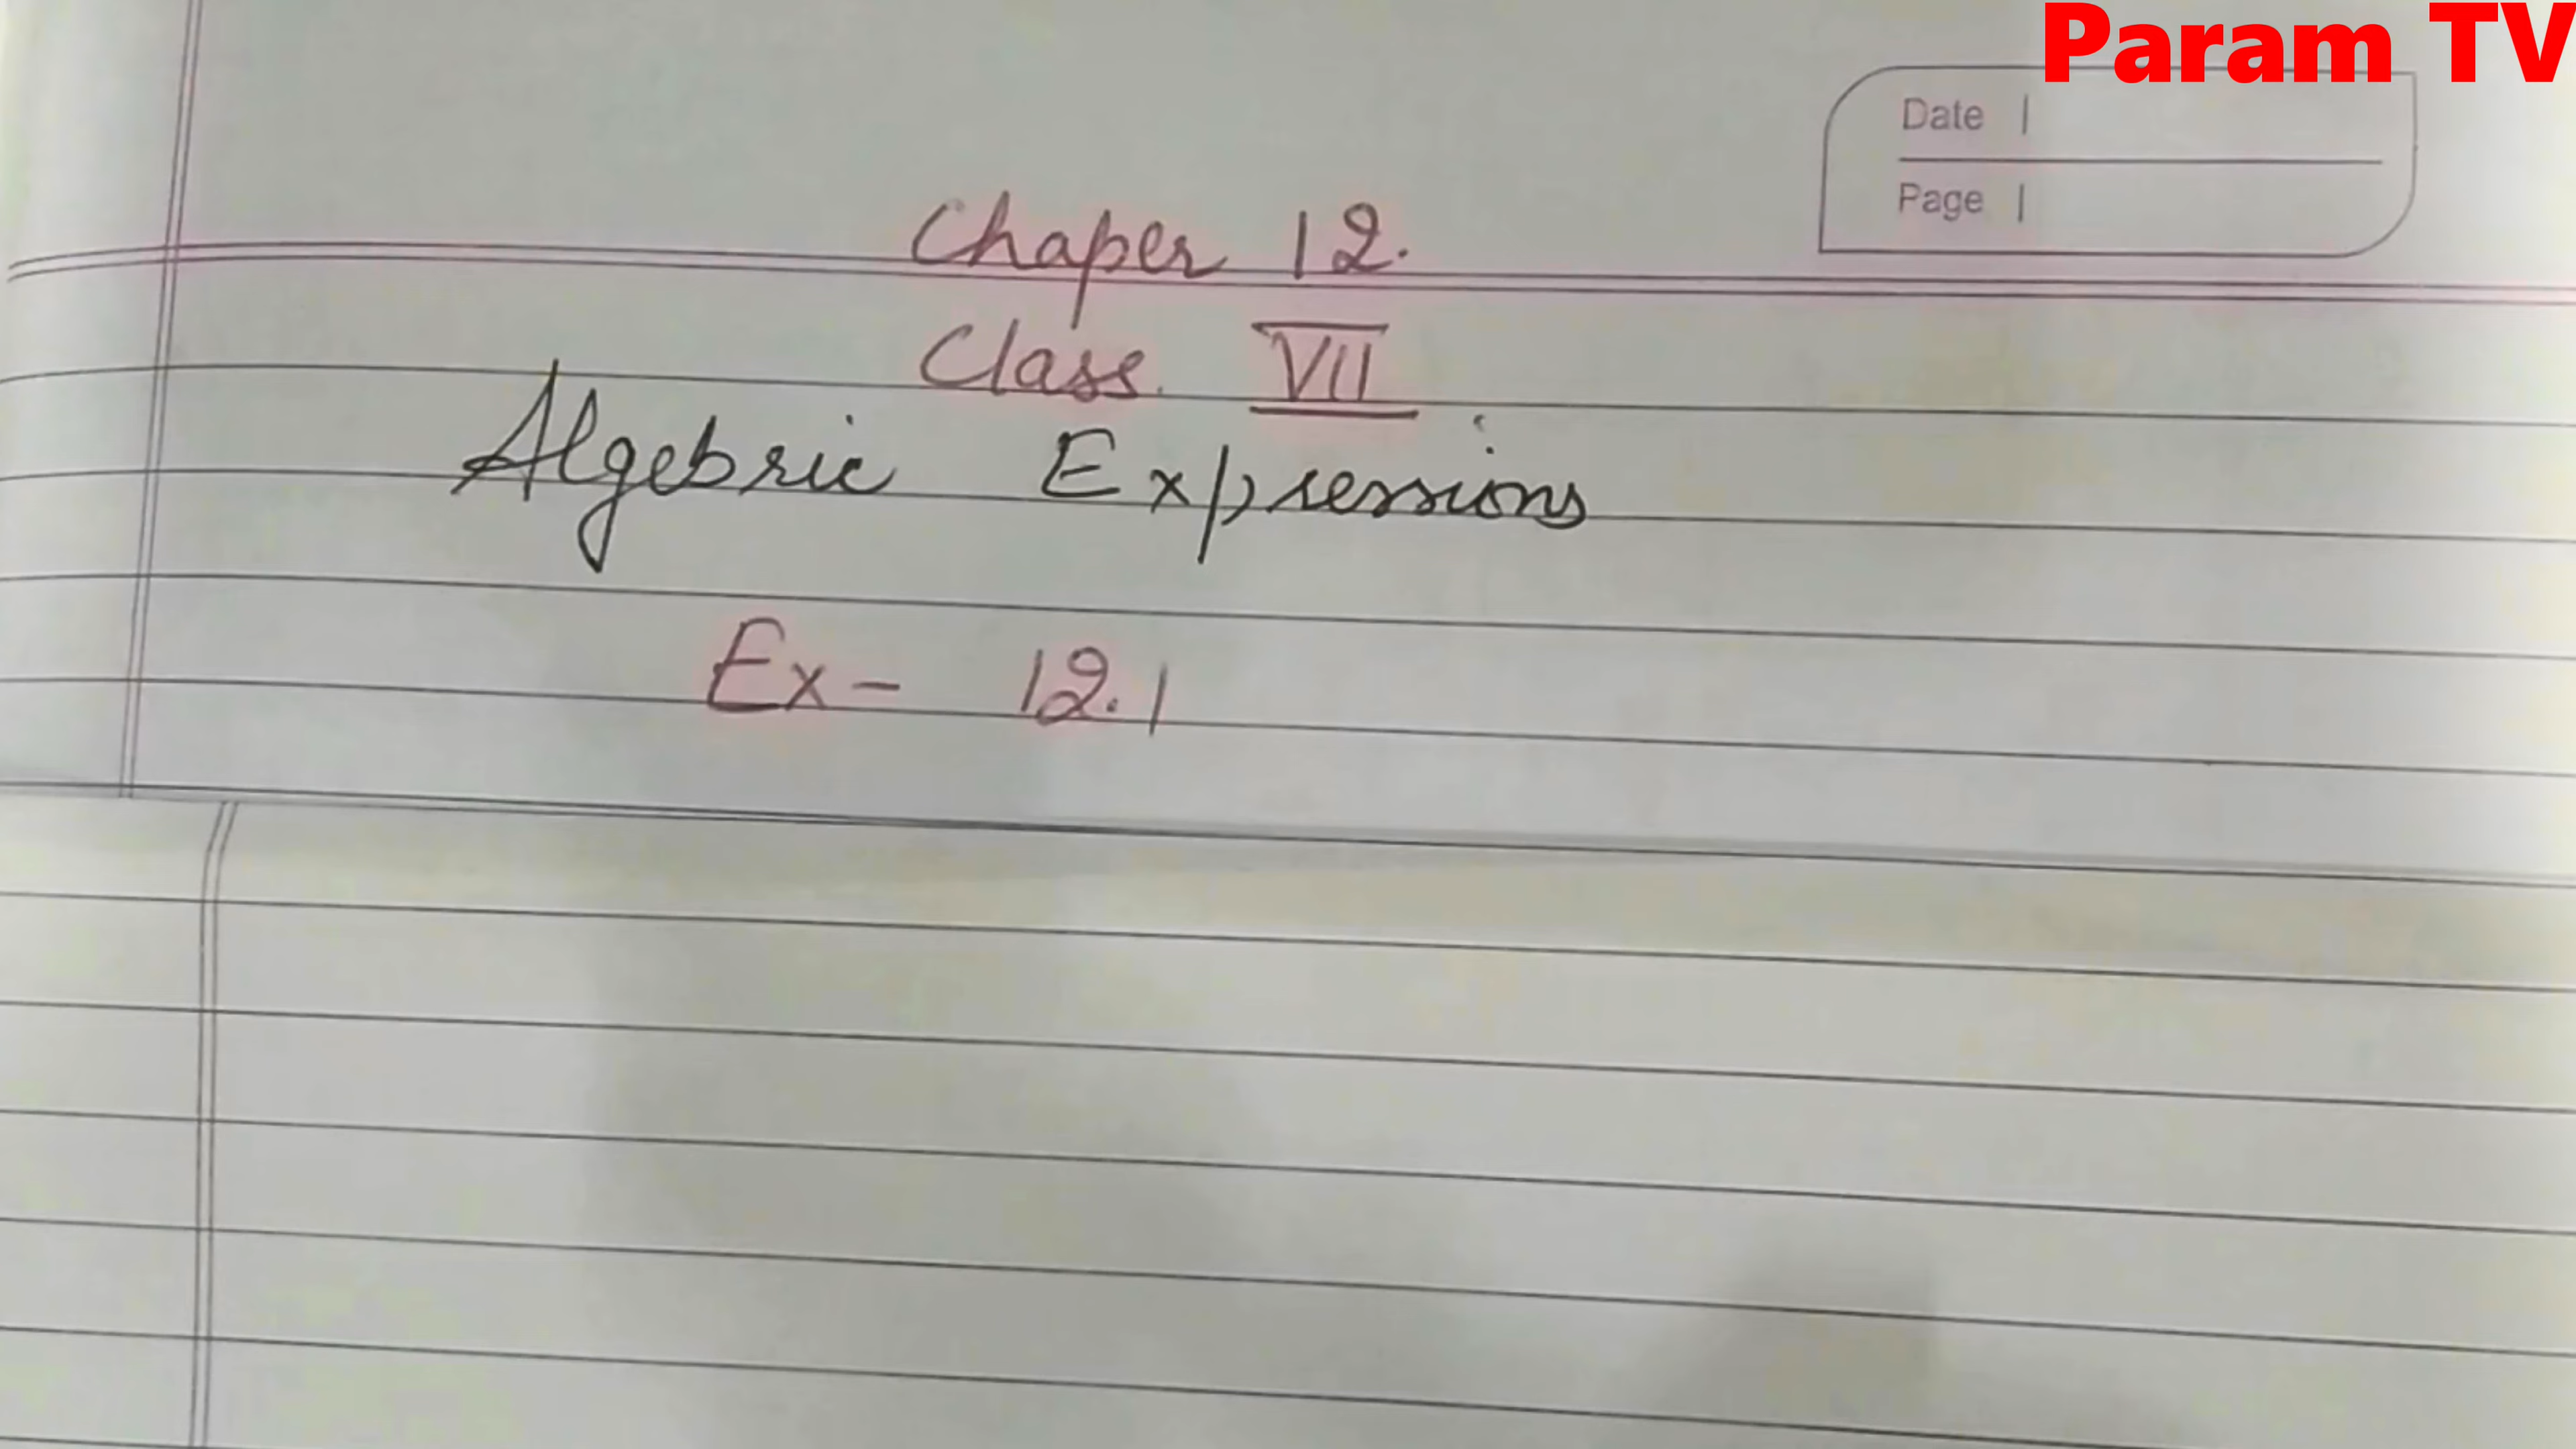 Param TV
Date |
Page |
Chaper 12.
Class VII
Algebric Expressions
Ex - 12.1